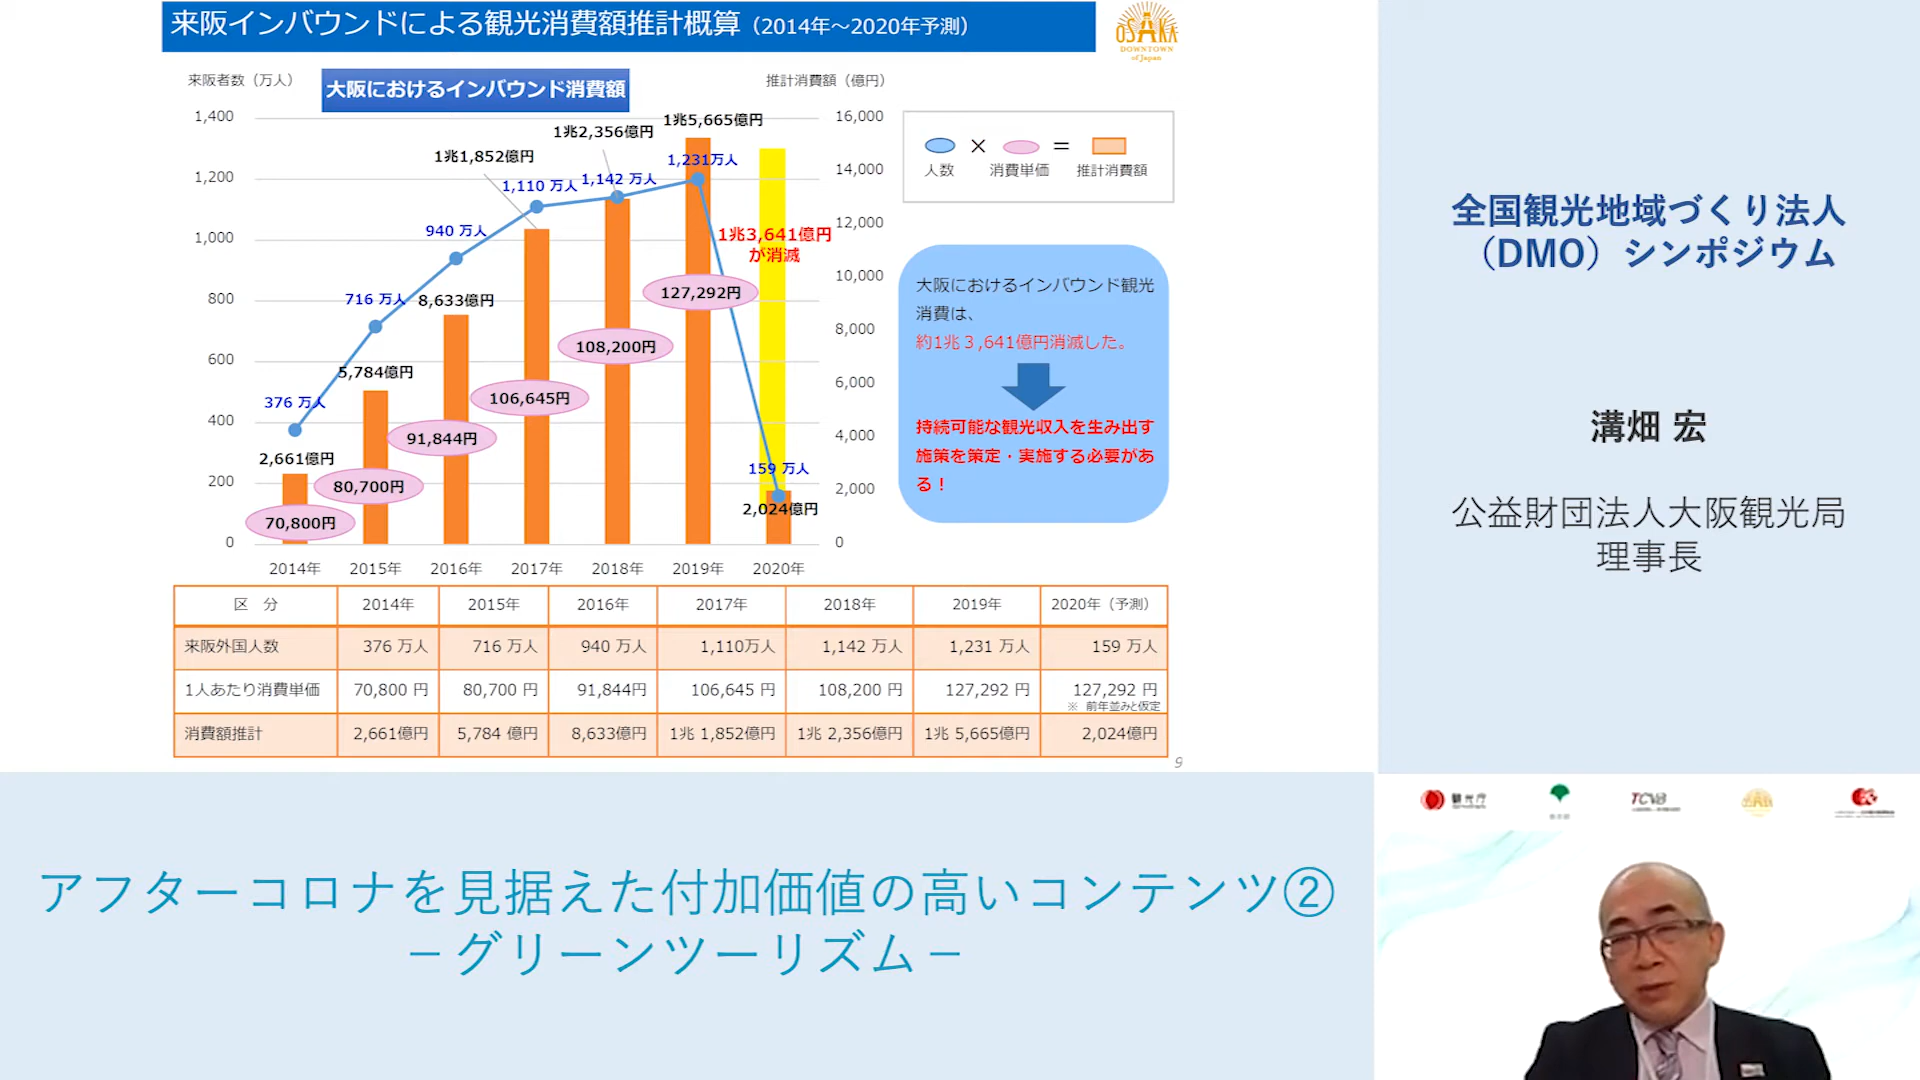 来阪インバウンドによる観光消費額推計概算（2014年～2020年予測）
OSAKA
DOWNTOWN
of Japan
来阪者数（万人）
大阪におけるインバウンド消費額
推計消費額（億円）
1,400
1,200
1,000
800
600
400
200
0
16,000
14,000
12,000
10,000
8,000
6,000
4,000
2,000
0
376 万人
716 万人
940 万人
1,110 万人
1,142 万人
1,231万人
159 万人
2,661億円
5,784億円
8,633億円
1兆1,852億円
1兆2,356億円
1兆5,665億円
2,024億円
70,800円
80,700円
91,844円
106,645円
108,200円
127,292円
1兆3,641億円
が消滅
2014年 2015年 2016年 2017年 2018年 2019年 2020年
× ＝
人数 消費単価 推計消費額
大阪におけるインバウンド観光
消費は、
約1兆３,641億円消滅した。
持続可能な観光収入を生み出す
施策を策定・実施する必要があ
る！
区 分 2014年 2015年 2016年 2017年 2018年 2019年 2020年（予測）
来阪外国人数 376 万人 716 万人 940 万人 1,110万人 1,142 万人 1,231 万人 159 万人
1人あたり消費単価 70,800 円 80,700 円 91,844円 106,645 円 108,200 円 127,292 円 127,292 円
※ 前年並みと仮定
消費額推計 2,661億円 5,784 億円 8,633億円 1兆 1,852億円 1兆 2,356億円 1兆 5,665億円 2,024億円
9
全国観光地域づくり法人
（DMO）シンポジウム
溝畑 宏
公益財団法人大阪観光局
理事長
アフターコロナを見据えた付加価値の高いコンテンツ②
－グリーンツーリズム－
観光庁
TCVB